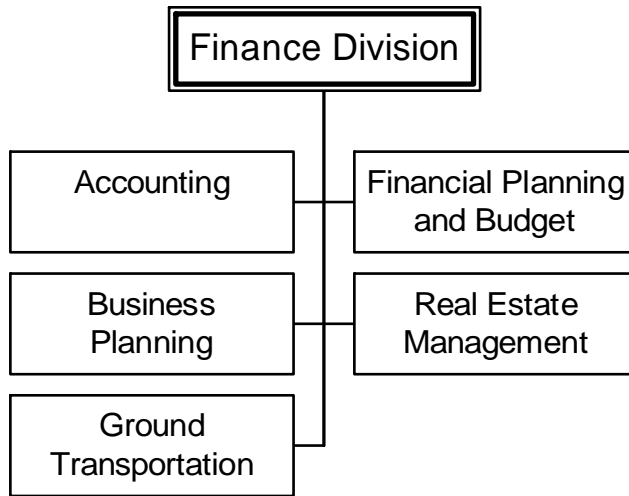 Finance Division
Accounting
Financial Planning
and Budget
Business
Planning
Real Estate
Management
Ground
Transportation